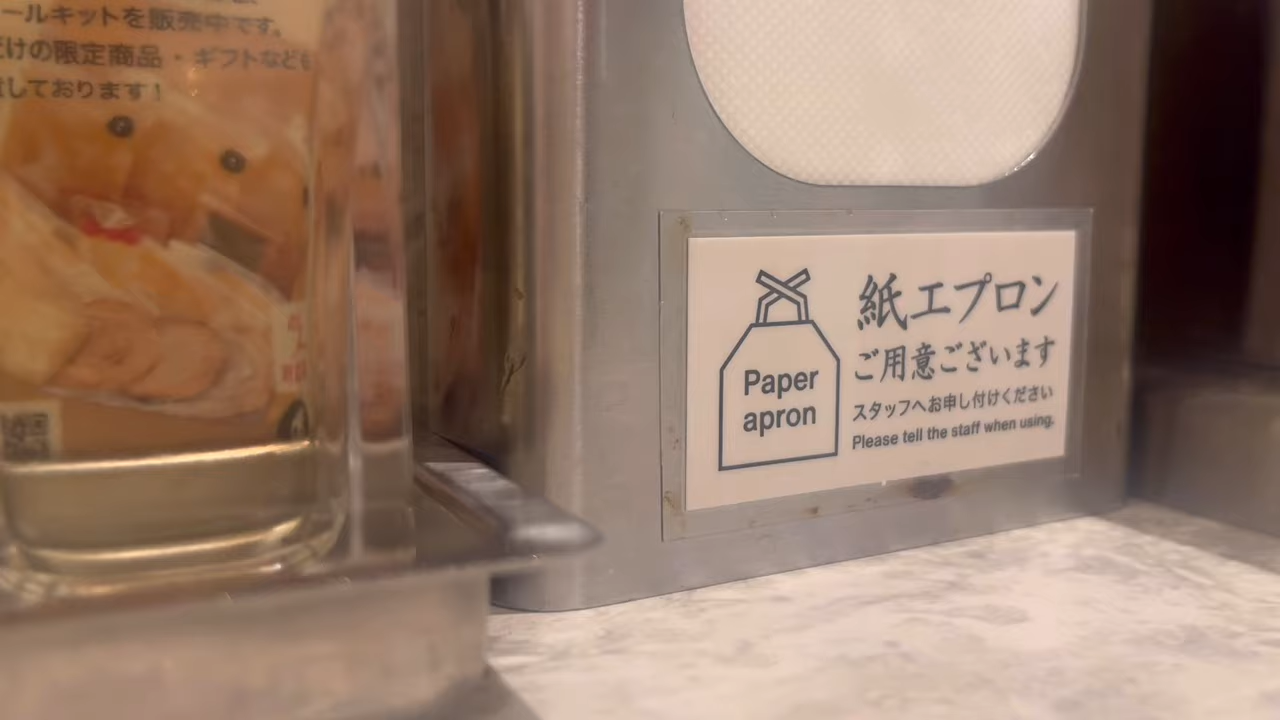 ールキットを販売中です。
だけの限定商品・ギフトなども
しております!
Paper
apron
紙エプロン
ご用意ございます
スタッフへお申し付けください
Please tell the staff when using.